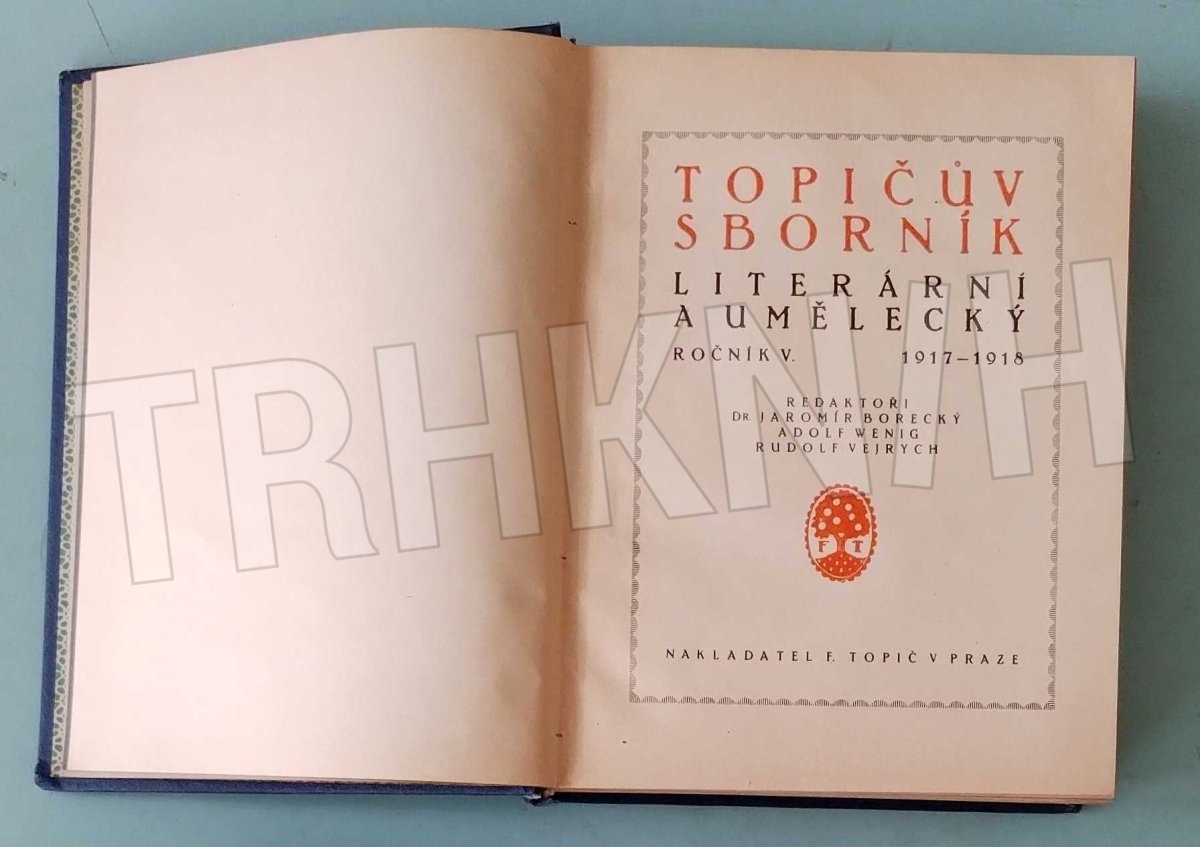 TOPIČŮV
SBORNÍK
LITERÁRNÍ
A UMĚLECKÝ
ROČNÍK V. 1917–1918
REDAKTOŘI
DR. JAROMÍR BORECKÝ
ADOLF WENIG
RUDOLF VEJRYCH
F T
NAKLADATEL F. TOPIČ V PRAZE
TRHKNIH